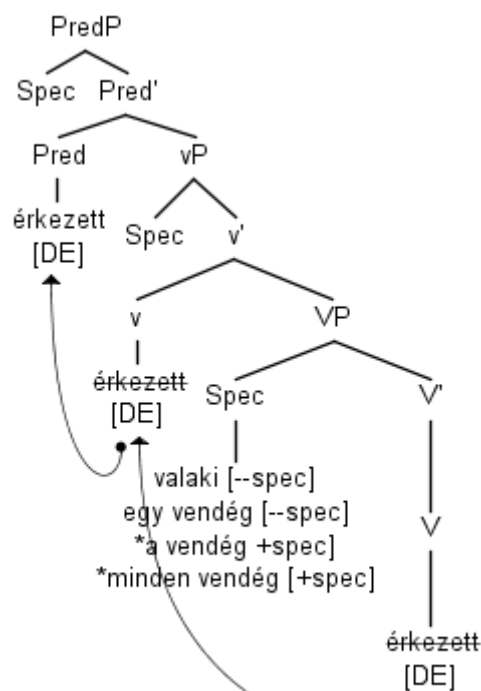 PredP
Spec Pred'
Pred vP
érkezett Spec v'
[DE]
v VP
érkezett Spec V'
[DE]
valaki [--spec]
egy vendég [--spec] V
*a vendég +spec]
*minden vendég [+spec]
érkezett
[DE]